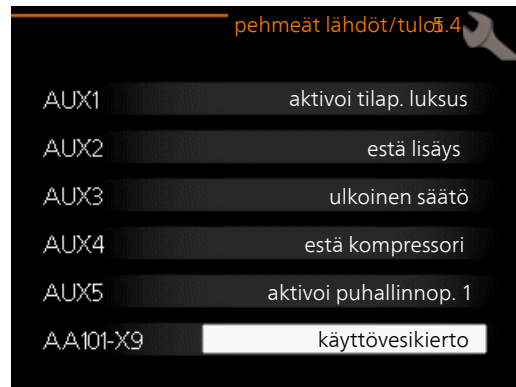 pehmeät lähdöt/tulot 5.4
AUX1 aktivoi tilap. luksus
AUX2 estä lisäys
AUX3 ulkoinen säätö
AUX4 estä kompressori
AUX5 aktivoi puhallinnop. 1
AA101-X9 käyttövesikierto